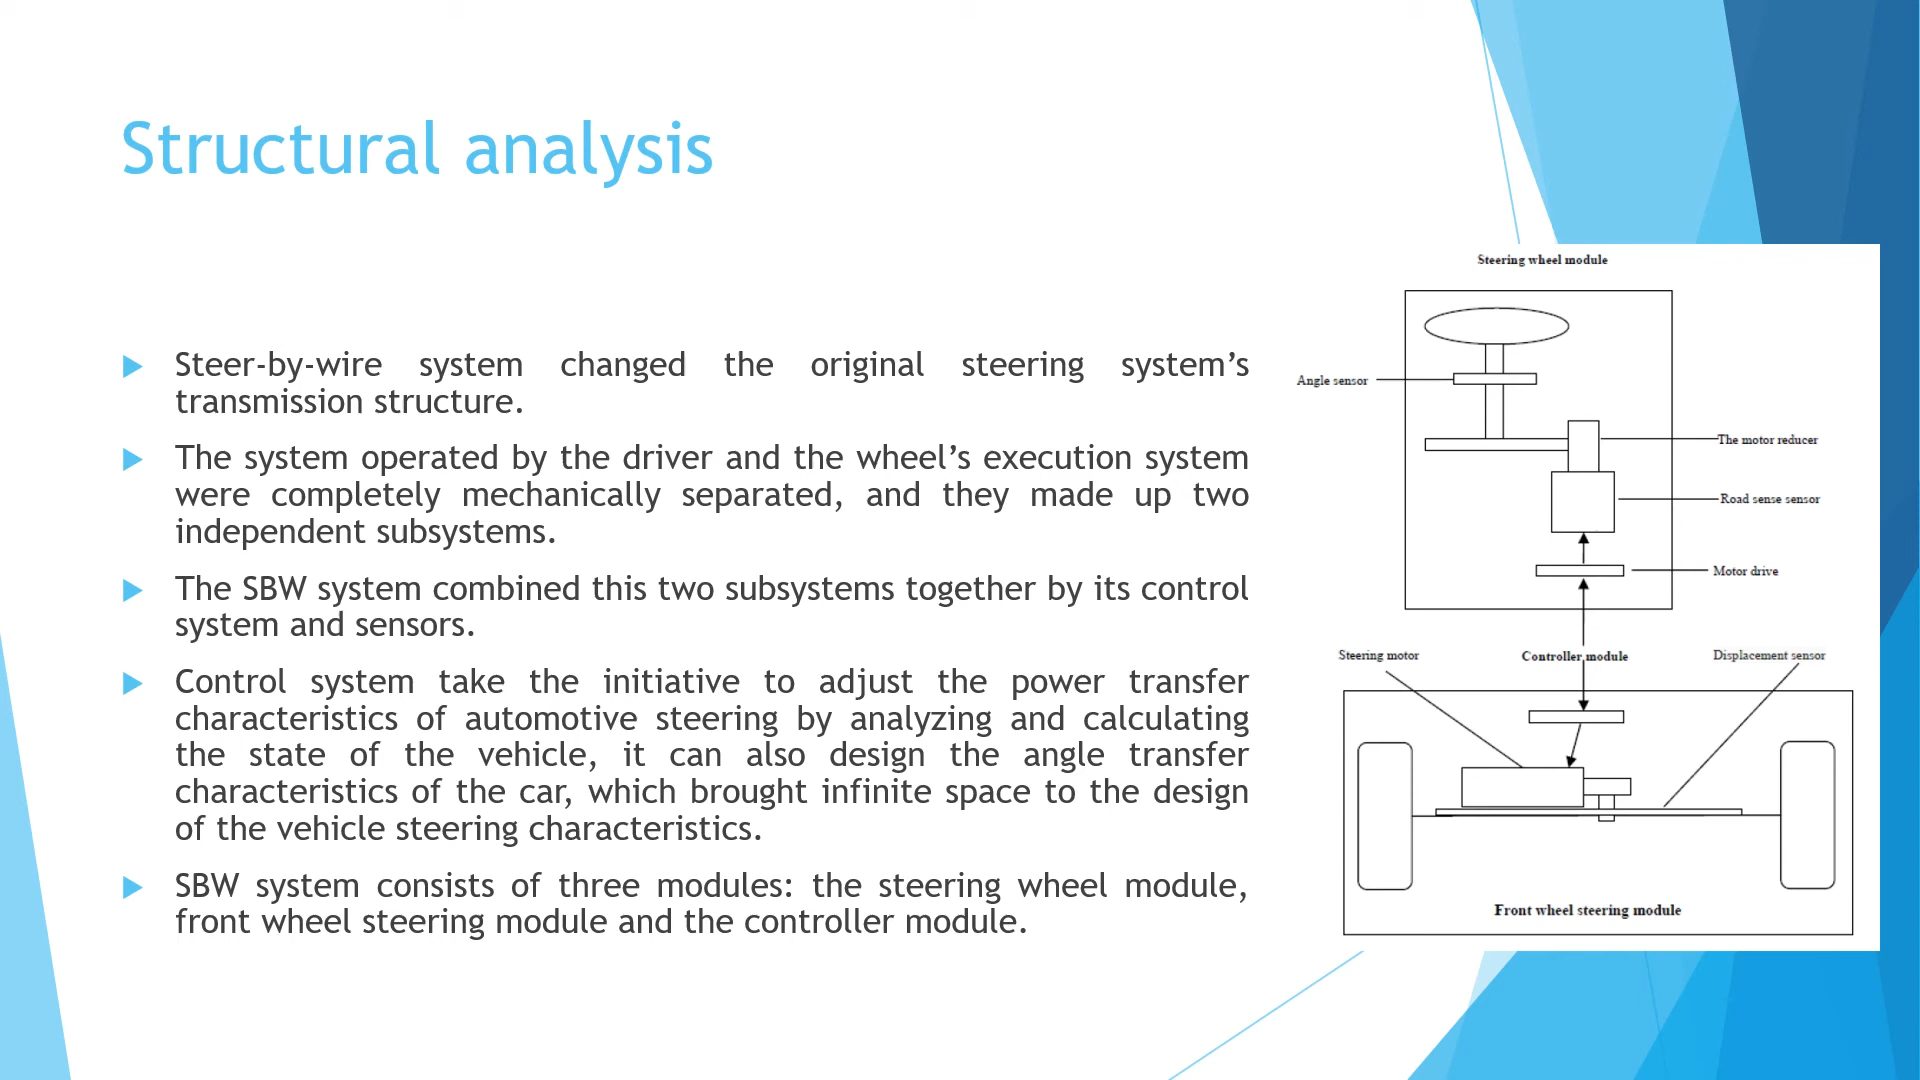 Structural analysis
Steer-by-wire system changed the original steering system’s
transmission structure.
The system operated by the driver and the wheel’s execution system
were completely mechanically separated, and they made up two
independent subsystems.
The SBW system combined this two subsystems together by its control
system and sensors.
Control system take the initiative to adjust the power transfer
characteristics of automotive steering by analyzing and calculating
the state of the vehicle, it can also design the angle transfer
characteristics of the car, which brought infinite space to the design
of the vehicle steering characteristics.
SBW system consists of three modules: the steering wheel module,
front wheel steering module and the controller module.
Steering wheel module
Angle sensor
The motor reducer
Road sense sensor
Motor drive
Steering motor
Controller module
Displacement sensor
Front wheel steering module